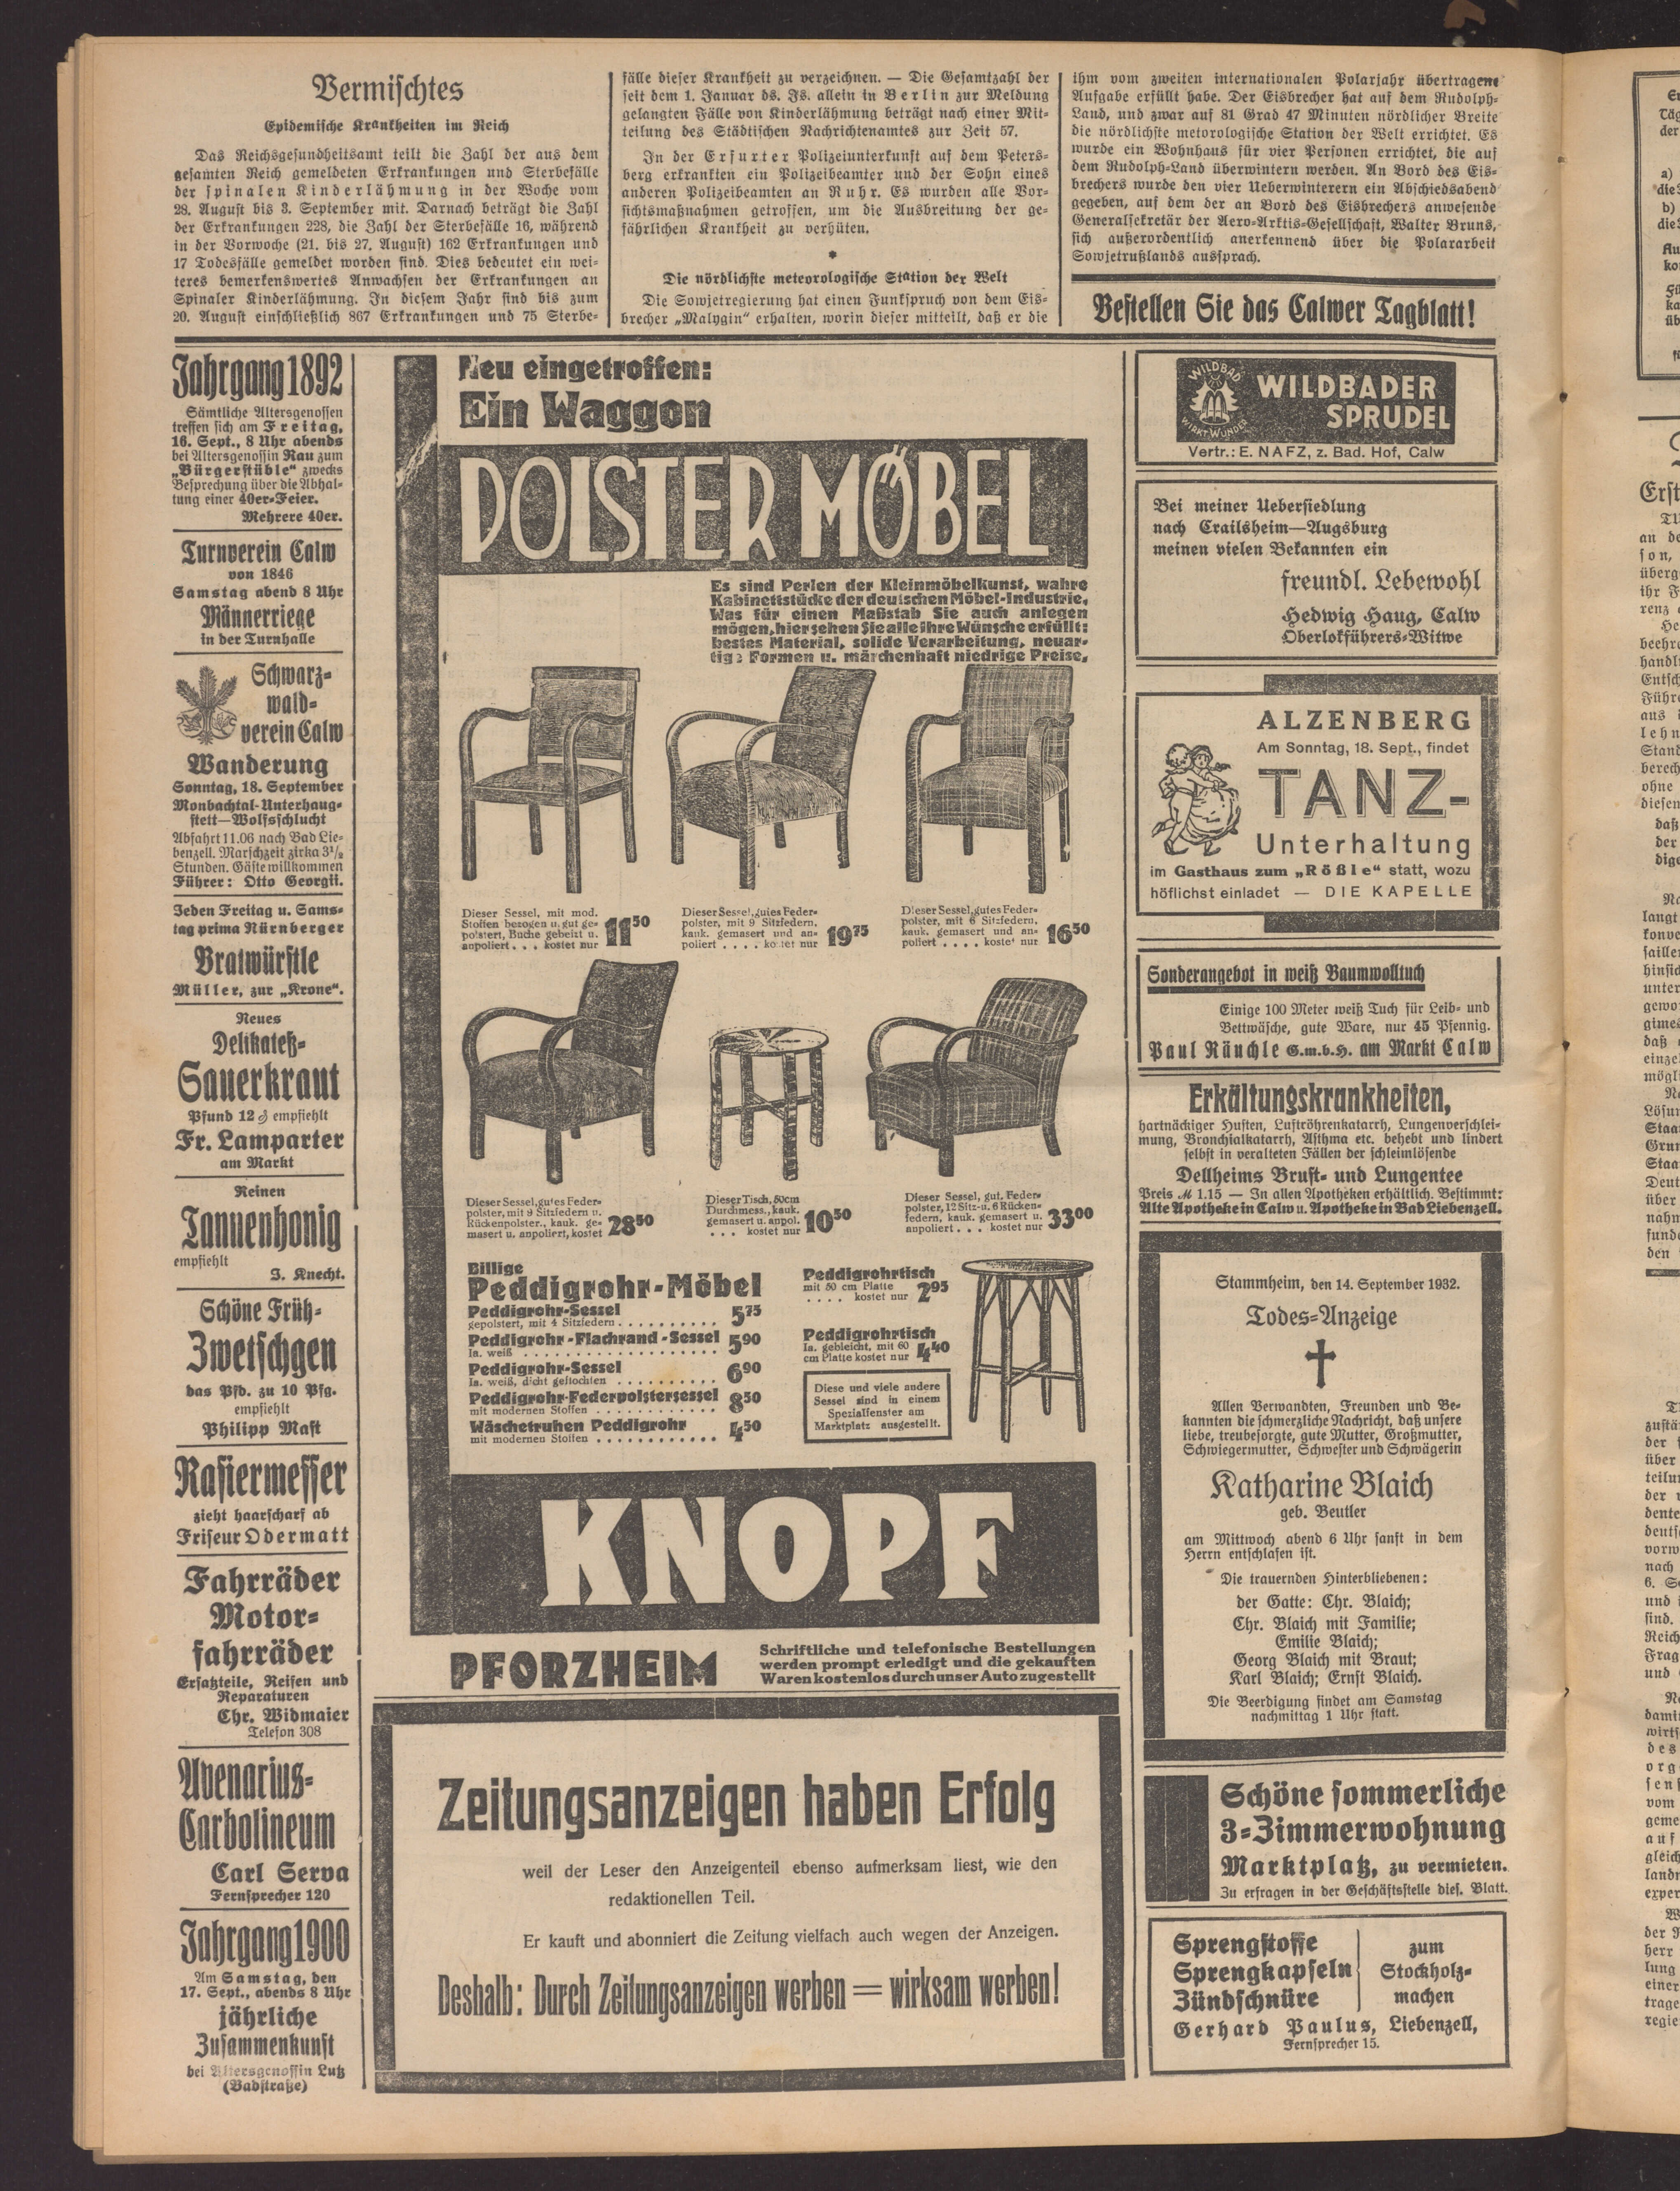 Vermischtes
Epidemische Krankheiten im Reich
Das Reichsgesundheitsamt teilt die Zahl der aus dem
gesamten Reich gemeldeten Erkrankungen und Sterbefälle
der spinalen Kinderlähmung in der Woche vom
28. August bis 3. September mit. Darnach beträgt die Zahl
der Erkrankungen 228, die Zahl der Sterbefälle 16, während
in der Vorwoche (21. bis 27. August) 162 Erkrankungen und
17 Todesfälle gemeldet worden sind. Dies bedeutet ein wei-
teres bemerkenswertes Anwachsen der Erkrankungen an
Spinaler Kinderlähmung. In diesem Jahr sind bis zum
20. August einschließlich 867 Erkrankungen und 75 Sterbe-
fälle dieser Krankheit zu verzeichnen. — Die Gesamtzahl der
seit dem 1. Januar ds. Js. allein in Berlin zur Meldung
gelangten Fälle von Kinderlähmung beträgt nach einer Mit-
teilung des Städtischen Nachrichtenamtes zur Zeit 57.
In der Erfurter Polizeiunterkunft auf dem Peters-
berg erkrankten ein Polizeibeamter und der Sohn eines
anderen Polizeibeamten an Ruhr. Es wurden alle Vor-
sichtsmaßnahmen getroffen, um die Ausbreitung der ge-
fährlichen Krankheit zu verhüten.
*
Die nördlichste meteorologische Station der Welt
Die Sowjetregierung hat einen Funkspruch von dem Eis-
brecher „Malygin“ erhalten, worin dieser mitteilt, daß er die
ihm vom zweiten internationalen Polarjahr übertragene
Aufgabe erfüllt habe. Der Eisbrecher hat auf dem Rudolph-
Land, und zwar auf 81 Grad 47 Minuten nördlicher Breite
die nördlichste metorologische Station der Welt errichtet. Es
wurde ein Wohnhaus für vier Personen errichtet, die auf
dem Rudolph-Land überwintern werden. An Bord des Eis-
brechers wurde den vier Ueberwinterern ein Abschiedsabend
gegeben, auf dem der an Bord des Eisbrechers anwesende
Generalsekretär der Aero-Arktis-Gesellschaft, Walter Bruns,
sich außerordentlich anerkennend über die Polararbeit
Sowjetrußlands aussprach.
Bestellen Sie das Calwer Tagblatt!
Jahrgang 1892
Sämtliche Altersgenossen
treffen sich am Freitag,
16. Sept., 8 Uhr abends
bei Altersgenossin Rau zum
„Bürgerstüble“ zwecks
Besprechung über die Abhal-
tung einer 40er-Feier.
Mehrere 40er.
Turnverein Calw
von 1846
Samstag abend 8 Uhr
Männerriege
in der Turnhalle
Schwarz-
wald-
verein Calw
Wanderung
Sonntag, 18. September
Monbachtal-Unterhaug-
stett—Wolfsschlucht
Abfahrt 11.06 nach Bad Lie-
benzell. Marschzeit zirka 3½
Stunden. Gäste willkommen
Führer: Otto Georgii.
Jeden Freitag u. Sams-
tag prima Nürnberger
Bratwürstle
Müller, zur „Krone“.
Neues
Delikateß-
Sauerkraut
Pfund 12 ₰ empfiehlt
Fr. Lamparter
am Markt
Reinen
Tannenhonig
empfiehlt
J. Knecht.
Schöne Früh-
Zwetschgen
das Pfd. zu 10 Pfg.
empfiehlt
Philipp Mast
Rasiermesser
zieht haarscharf ab
Friseur Odermatt
Fahrräder
Motor-
fahrräder
Ersatzteile, Reifen und
Reparaturen
Chr. Widmaier
Telefon 308
Avenarius-
Carbolineum
Carl Serva
Fernsprecher 120
Jahrgang 1900
Am Samstag, den
17. Sept., abends 8 Uhr
jährliche
Zusammenkunft
bei Altersgenossin Lutz
(Badstraße)
Neu eingetroffen:
Ein Waggon
POLSTER MÖBEL
Es sind Perlen der Kleinmöbelkunst, wahre
Kabinettstücke der deutschen Möbel-Industrie.
Was für einen Maßstab Sie auch anlegen
mögen, hier sehen Sie alle Ihre Wünsche erfüllt:
bestes Material, solide Verarbeitung, neuar-
tige Formen u. märchenhaft niedrige Preise.
Dieser Sessel, mit mod.
Stoffen bezogen u. gut ge-
polstert, Buche gebeizt u.
anpoliert . . . kostet nur 11 50
Dieser Sessel, gutes Feder-
polster, mit 9 Sitzfedern,
kauk. gemasert und an-
poliert . . . . kostet nur 19 75
Dieser Sessel, gutes Feder-
polster, mit 6 Sitzfedern,
kauk. gemasert und an-
poliert . . . . kostet nur 16 50
Dieser Sessel, gutes Feder-
polster, mit 9 Sitzfedern u.
Rückenpolster., kauk. ge-
masert u. anpoliert, kostet 28 50
Dieser Tisch, 50cm
Durchmess., kauk.
gemasert u. anpol.
. . . kostet nur 10 50
Dieser Sessel, gut. Feder-
polster, 12 Sitz- u. 6 Rücken-
federn, kauk. gemasert u.
anpoliert . . . kostet nur 33 00
Billige
Peddigrohr-Möbel
Peddigrohr-Sessel
gepolstert, mit 4 Sitzfedern . . . . . . . . . . 5 75
Peddigrohr-Flachrand-Sessel
Ia. weiß . . . . . . . . . . . . . . . . . . . . 5 90
Peddigrohr-Sessel
Ia. weiß, dicht geflochten . . . . . . . . . . 6 90
Peddigrohr-Federpolstersessel
mit modernen Stoffen . . . . . . . . . . . . 8 50
Wäschetruhen Peddigrohr
mit modernen Stoffen . . . . . . . . . . . . 4 50
Peddigrohrtisch
mit 50 cm Platte
. . . . kostet nur 2 95
Peddigrohrtisch
Ia. gebleicht, mit 60
cm Platte kostet nur 4 40
Diese und viele andere
Sessel sind in einem
Spezialfenster am
Marktplatz ausgestellt.
KNOPF
PFORZHEIM
Schriftliche und telefonische Bestellungen
werden prompt erledigt und die gekauften
Waren kostenlos durch unser Auto zugestellt
Zeitungsanzeigen haben Erfolg
weil der Leser den Anzeigenteil ebenso aufmerksam liest, wie den
redaktionellen Teil.
Er kauft und abonniert die Zeitung vielfach auch wegen der Anzeigen.
Deshalb: Durch Zeitungsanzeigen werben = wirksam werben!
WILDBAD
WIRKT WUNDER
WILDBADER
SPRUDEL
Vertr.: E. NAFZ, z. Bad. Hof, Calw
Bei meiner Uebersiedlung
nach Crailsheim—Augsburg
meinen vielen Bekannten ein
freundl. Lebewohl
Hedwig Haug, Calw
Oberlokführers-Witwe
ALZENBERG
Am Sonntag, 18. Sept., findet
TANZ-
Unterhaltung
im Gasthaus zum „Rößle“ statt, wozu
höflichst einladet — DIE KAPELLE
Sonderangebot in weiß Baumwolltuch
Einige 100 Meter weiß Tuch für Leib- und
Bettwäsche, gute Ware, nur 45 Pfennig.
Paul Räuchle G.m.b.H. am Markt Calw
Erkältungskrankheiten,
hartnäckiger Husten, Luftröhrenkatarrh, Lungenverschlei-
mung, Bronchialkatarrh, Asthma etc. behebt und lindert
selbst in veralteten Fällen der schleimlösende
Dellheims Brust- und Lungentee
Preis ℳ 1.15 — In allen Apotheken erhältlich. Bestimmt:
Alte Apotheke in Calw u. Apotheke in Bad Liebenzell.
Stammheim, den 14. September 1932.
Todes-Anzeige
Allen Verwandten, Freunden und Be-
kannten die schmerzliche Nachricht, daß unsere
liebe, treubesorgte, gute Mutter, Großmutter,
Schwiegermutter, Schwester und Schwägerin
Katharine Blaich
geb. Beutler
am Mittwoch abend 6 Uhr sanft in dem
Herrn entschlafen ist.
Die trauernden Hinterbliebenen:
der Gatte: Chr. Blaich;
Chr. Blaich mit Familie;
Emilie Blaich;
Georg Blaich mit Braut;
Karl Blaich; Ernst Blaich.
Die Beerdigung findet am Samstag
nachmittag 1 Uhr statt.
Schöne sommerliche
3-Zimmerwohnung
Marktplatz, zu vermieten.
Zu erfragen in der Geschäftsstelle dies. Blatt.
Sprengstoffe
Sprengkapseln
Zündschnüre
zum
Stockholz-
machen
Gerhard Paulus, Liebenzell,
Fernsprecher 15.